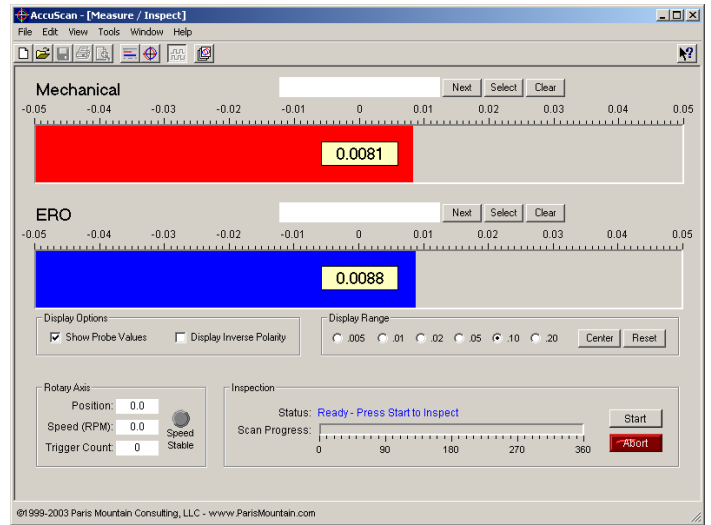 AccuScan - [Measure / Inspect]
File Edit View Tools Window Help
Mechanical Next Select Clear
-0.05 -0.04 -0.03 -0.02 -0.01 0 0.01 0.02 0.03 0.04 0.05
0.0081
ERO Next Select Clear
-0.05 -0.04 -0.03 -0.02 -0.01 0 0.01 0.02 0.03 0.04 0.05
0.0088
Display Options Display Range
Show Probe Values Display Inverse Polarity .005 .01 .02 .05 .10 .20 Center Reset
Rotary Axis Inspection
Position: 0.0 Status: Ready - Press Start to Inspect Start
Speed (RPM): 0.0 Speed Stable Scan Progress: Abort
Trigger Count: 0 0 90 180 270 360
©1999-2003 Paris Mountain Consulting, LLC - www.ParisMountain.com